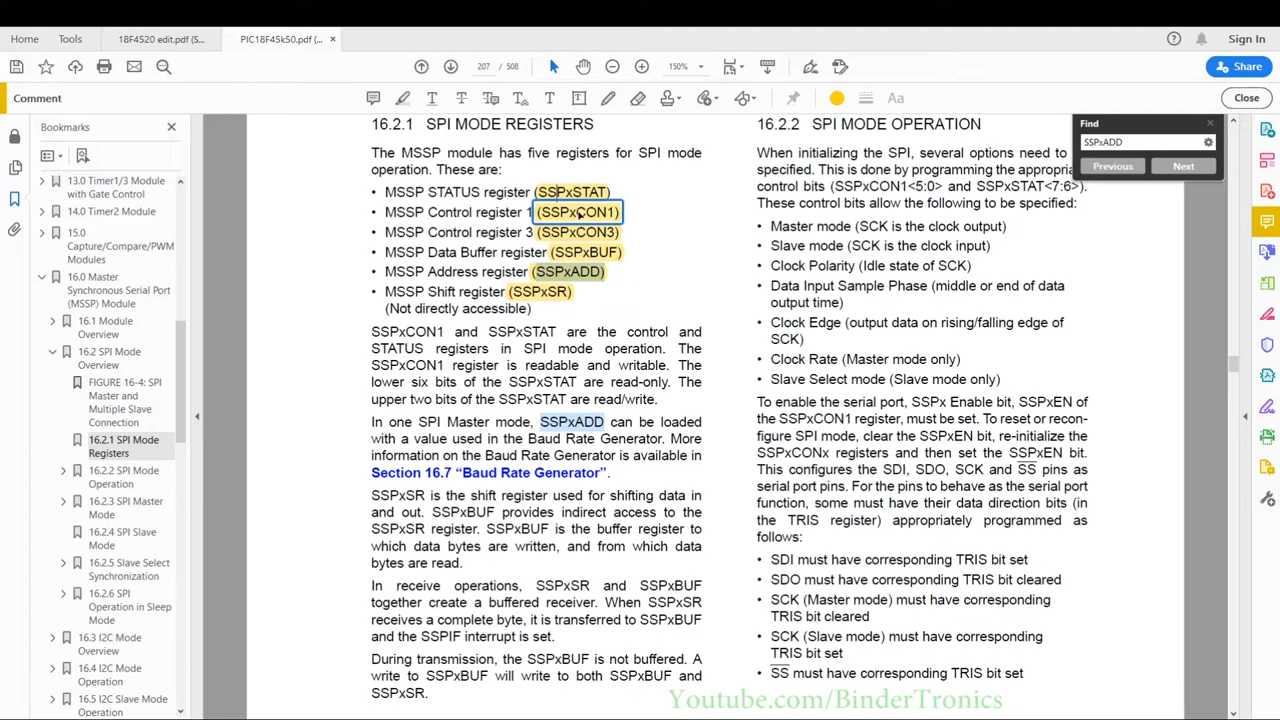 Home
Tools
18F4520 edit.pdf (S...
PIC18F45k50.pdf (...
Sign In
207 / 508
150%
Share
Comment
Close
Aa
Bookmarks
13.0 Timer1/3 Module
with Gate Control
14.0 Timer2 Module
15.0
Capture/Compare/PWM
Modules
16.0 Master
Synchronous Serial Port
(MSSP) Module
16.1 Module
Overview
16.2 SPI Mode
Overview
FIGURE 16-4: SPI
Master and
Multiple Slave
Connection
16.2.1 SPI Mode
Registers
16.2.2 SPI Mode
Operation
16.2.3 SPI Master
Mode
16.2.4 SPI Slave
Mode
16.2.5 Slave Select
Synchronization
16.2.6 SPI
Operation in Sleep
Mode
16.3 I2C Mode
Overview
16.4 I2C Mode
Operation
16.5 I2C Slave Mode
Operation
16.2.1 SPI MODE REGISTERS
The MSSP module has five registers for SPI mode
operation. These are:
• MSSP STATUS register (SSPxSTAT)
• MSSP Control register 1 (SSPxCON1)
• MSSP Control register 3 (SSPxCON3)
• MSSP Data Buffer register (SSPxBUF)
• MSSP Address register (SSPxADD)
• MSSP Shift register (SSPxSR)
(Not directly accessible)
SSPxCON1 and SSPxSTAT are the control and
STATUS registers in SPI mode operation. The
SSPxCON1 register is readable and writable. The
lower six bits of the SSPxSTAT are read-only. The
upper two bits of the SSPxSTAT are read/write.
In one SPI Master mode, SSPxADD can be loaded
with a value used in the Baud Rate Generator. More
information on the Baud Rate Generator is available in
Section 16.7 “Baud Rate Generator”.
SSPxSR is the shift register used for shifting data in
and out. SSPxBUF provides indirect access to the
SSPxSR register. SSPxBUF is the buffer register to
which data bytes are written, and from which data
bytes are read.
In receive operations, SSPxSR and SSPxBUF
together create a buffered receiver. When SSPxSR
receives a complete byte, it is transferred to SSPxBUF
and the SSPIF interrupt is set.
During transmission, the SSPxBUF is not buffered. A
write to SSPxBUF will write to both SSPxBUF and
SSPxSR.
16.2.2 SPI MODE OPERATION
When initializing the SPI, several options need to
specified. This is done by programming the appropria
control bits (SSPxCON1<5:0> and SSPxSTAT<7:6>).
These control bits allow the following to be specified:
• Master mode (SCK is the clock output)
• Slave mode (SCK is the clock input)
• Clock Polarity (Idle state of SCK)
• Data Input Sample Phase (middle or end of data
output time)
• Clock Edge (output data on rising/falling edge of
SCK)
• Clock Rate (Master mode only)
• Slave Select mode (Slave mode only)
To enable the serial port, SSPx Enable bit, SSPxEN of
the SSPxCON1 register, must be set. To reset or recon-
figure SPI mode, clear the SSPxEN bit, re-initialize the
SSPxCONx registers and then set the SSPxEN bit.
This configures the SDI, SDO, SCK and SS pins as
serial port pins. For the pins to behave as the serial port
function, some must have their data direction bits (in
the TRIS register) appropriately programmed as
follows:
• SDI must have corresponding TRIS bit set
• SDO must have corresponding TRIS bit cleared
• SCK (Master mode) must have corresponding
TRIS bit cleared
• SCK (Slave mode) must have corresponding
TRIS bit set
• SS must have corresponding TRIS bit set
Find
SSPxADD
Previous
Next
Youtube.com/BinderTronics